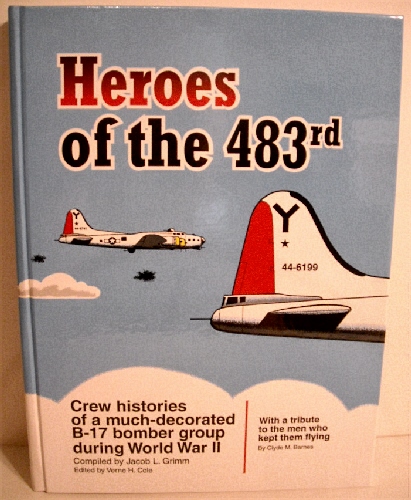 Heroes
of the 483rd
Y
44-6199
Y
44-6199
Crew histories
of a much-decorated
B-17 bomber group
during World War II
Compiled by Jacob L. Grimm
Edited by Verne H. Cole
With a tribute
to the men who
kept them flying
By Clyde M. Barnes